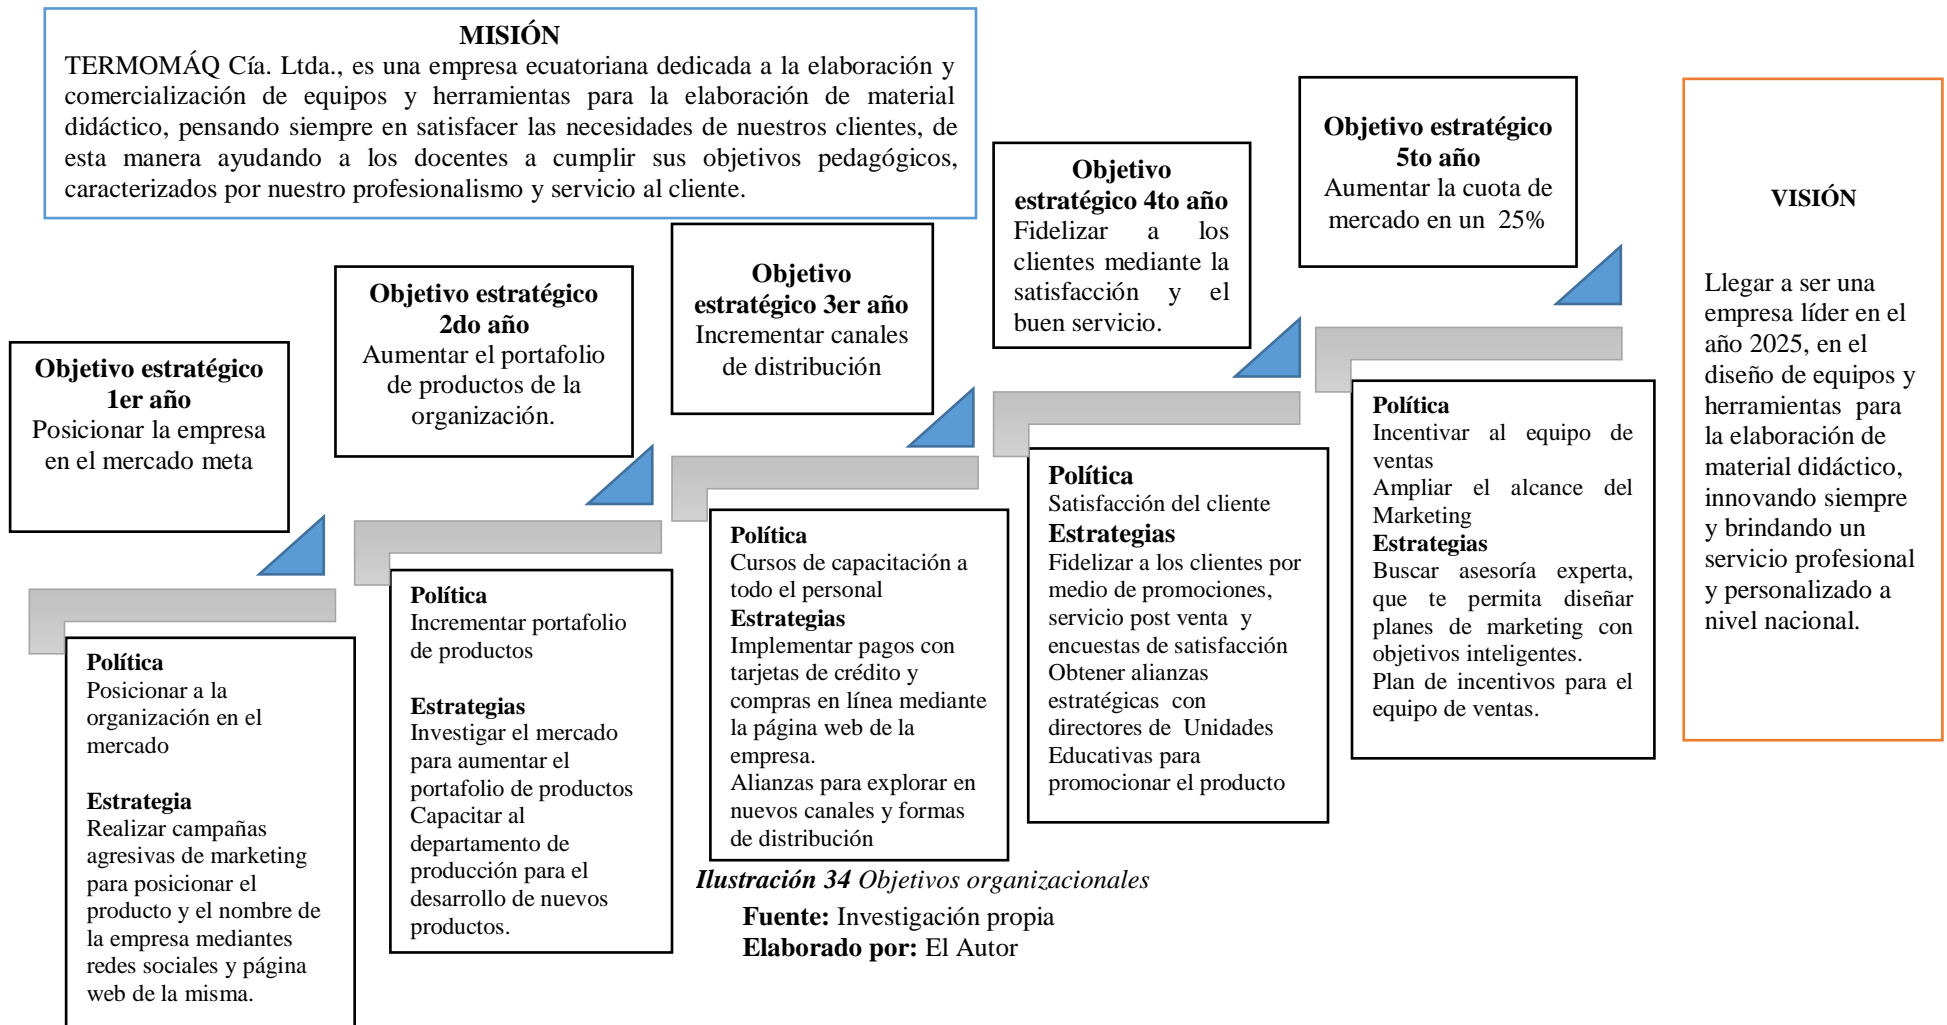 MISIÓN
TERMOMÁQ Cía. Ltda., es una empresa ecuatoriana dedicada a la elaboración y
comercialización de equipos y herramientas para la elaboración de material
didáctico, pensando siempre en satisfacer las necesidades de nuestros clientes, de
esta manera ayudando a los docentes a cumplir sus objetivos pedagógicos,
caracterizados por nuestro profesionalismo y servicio al cliente.
Objetivo estratégico
1er año
Posicionar la empresa
en el mercado meta
Política
Posicionar a la
organización en el
mercado
Estrategia
Realizar campañas
agresivas de marketing
para posicionar el
producto y el nombre de
la empresa mediantes
redes sociales y página
web de la misma.
Objetivo estratégico
2do año
Aumentar el portafolio
de productos de la
organización.
Política
Incrementar portafolio
de productos
Estrategias
Investigar el mercado
para aumentar el
portafolio de productos
Capacitar al
departamento de
producción para el
desarrollo de nuevos
productos.
Objetivo
estratégico 3er año
Incrementar canales
de distribución
Política
Cursos de capacitación a
todo el personal
Estrategias
Implementar pagos con
tarjetas de crédito y
compras en línea mediante
la página web de la
empresa.
Alianzas para explorar en
nuevos canales y formas
de distribución
Objetivo
estratégico 4to año
Fidelizar a los
clientes mediante la
satisfacción y el
buen servicio.
Política
Satisfacción del cliente
Estrategias
Fidelizar a los clientes por
medio de promociones,
servicio post venta y
encuestas de satisfacción
Obtener alianzas
estratégicas con
directores de Unidades
Educativas para
promocionar el producto
Objetivo estratégico
5to año
Aumentar la cuota de
mercado en un 25%
Política
Incentivar al equipo de
ventas
Ampliar el alcance del
Marketing
Estrategias
Buscar asesoría experta,
que te permita diseñar
planes de marketing con
objetivos inteligentes.
Plan de incentivos para el
equipo de ventas.
VISIÓN
Llegar a ser una
empresa líder en el
año 2025, en el
diseño de equipos y
herramientas para
la elaboración de
material didáctico,
innovando siempre
y brindando un
servicio profesional
y personalizado a
nivel nacional.
Ilustración 34 Objetivos organizacionales
Fuente: Investigación propia
Elaborado por: El Autor